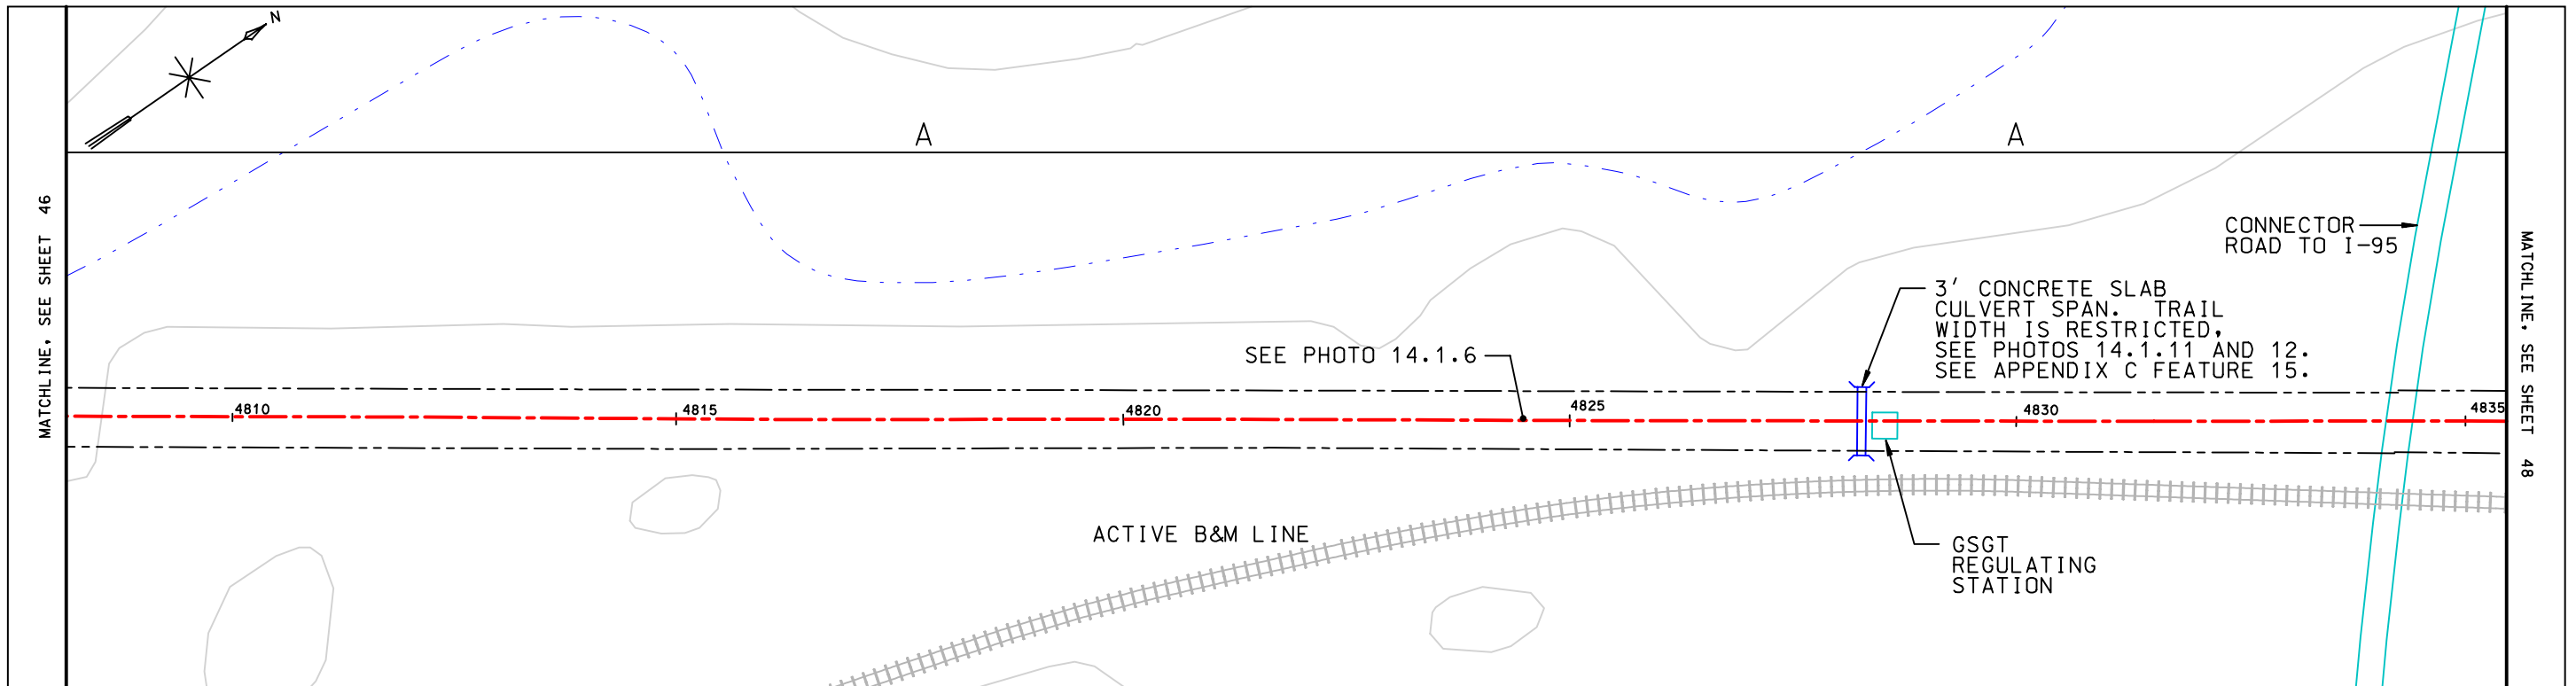 N
A
A
MATCHLINE, SEE SHEET 46
CONNECTOR
ROAD TO I-95
MATCHLINE, SEE SHEET 48
3' CONCRETE SLAB
CULVERT SPAN. TRAIL
WIDTH IS RESTRICTED,
SEE PHOTOS 14.1.11 AND 12.
SEE APPENDIX C FEATURE 15.
SEE PHOTO 14.1.6
4810
4815
4820
4825
4830
4835
ACTIVE B&M LINE
GSGT
REGULATING
STATION